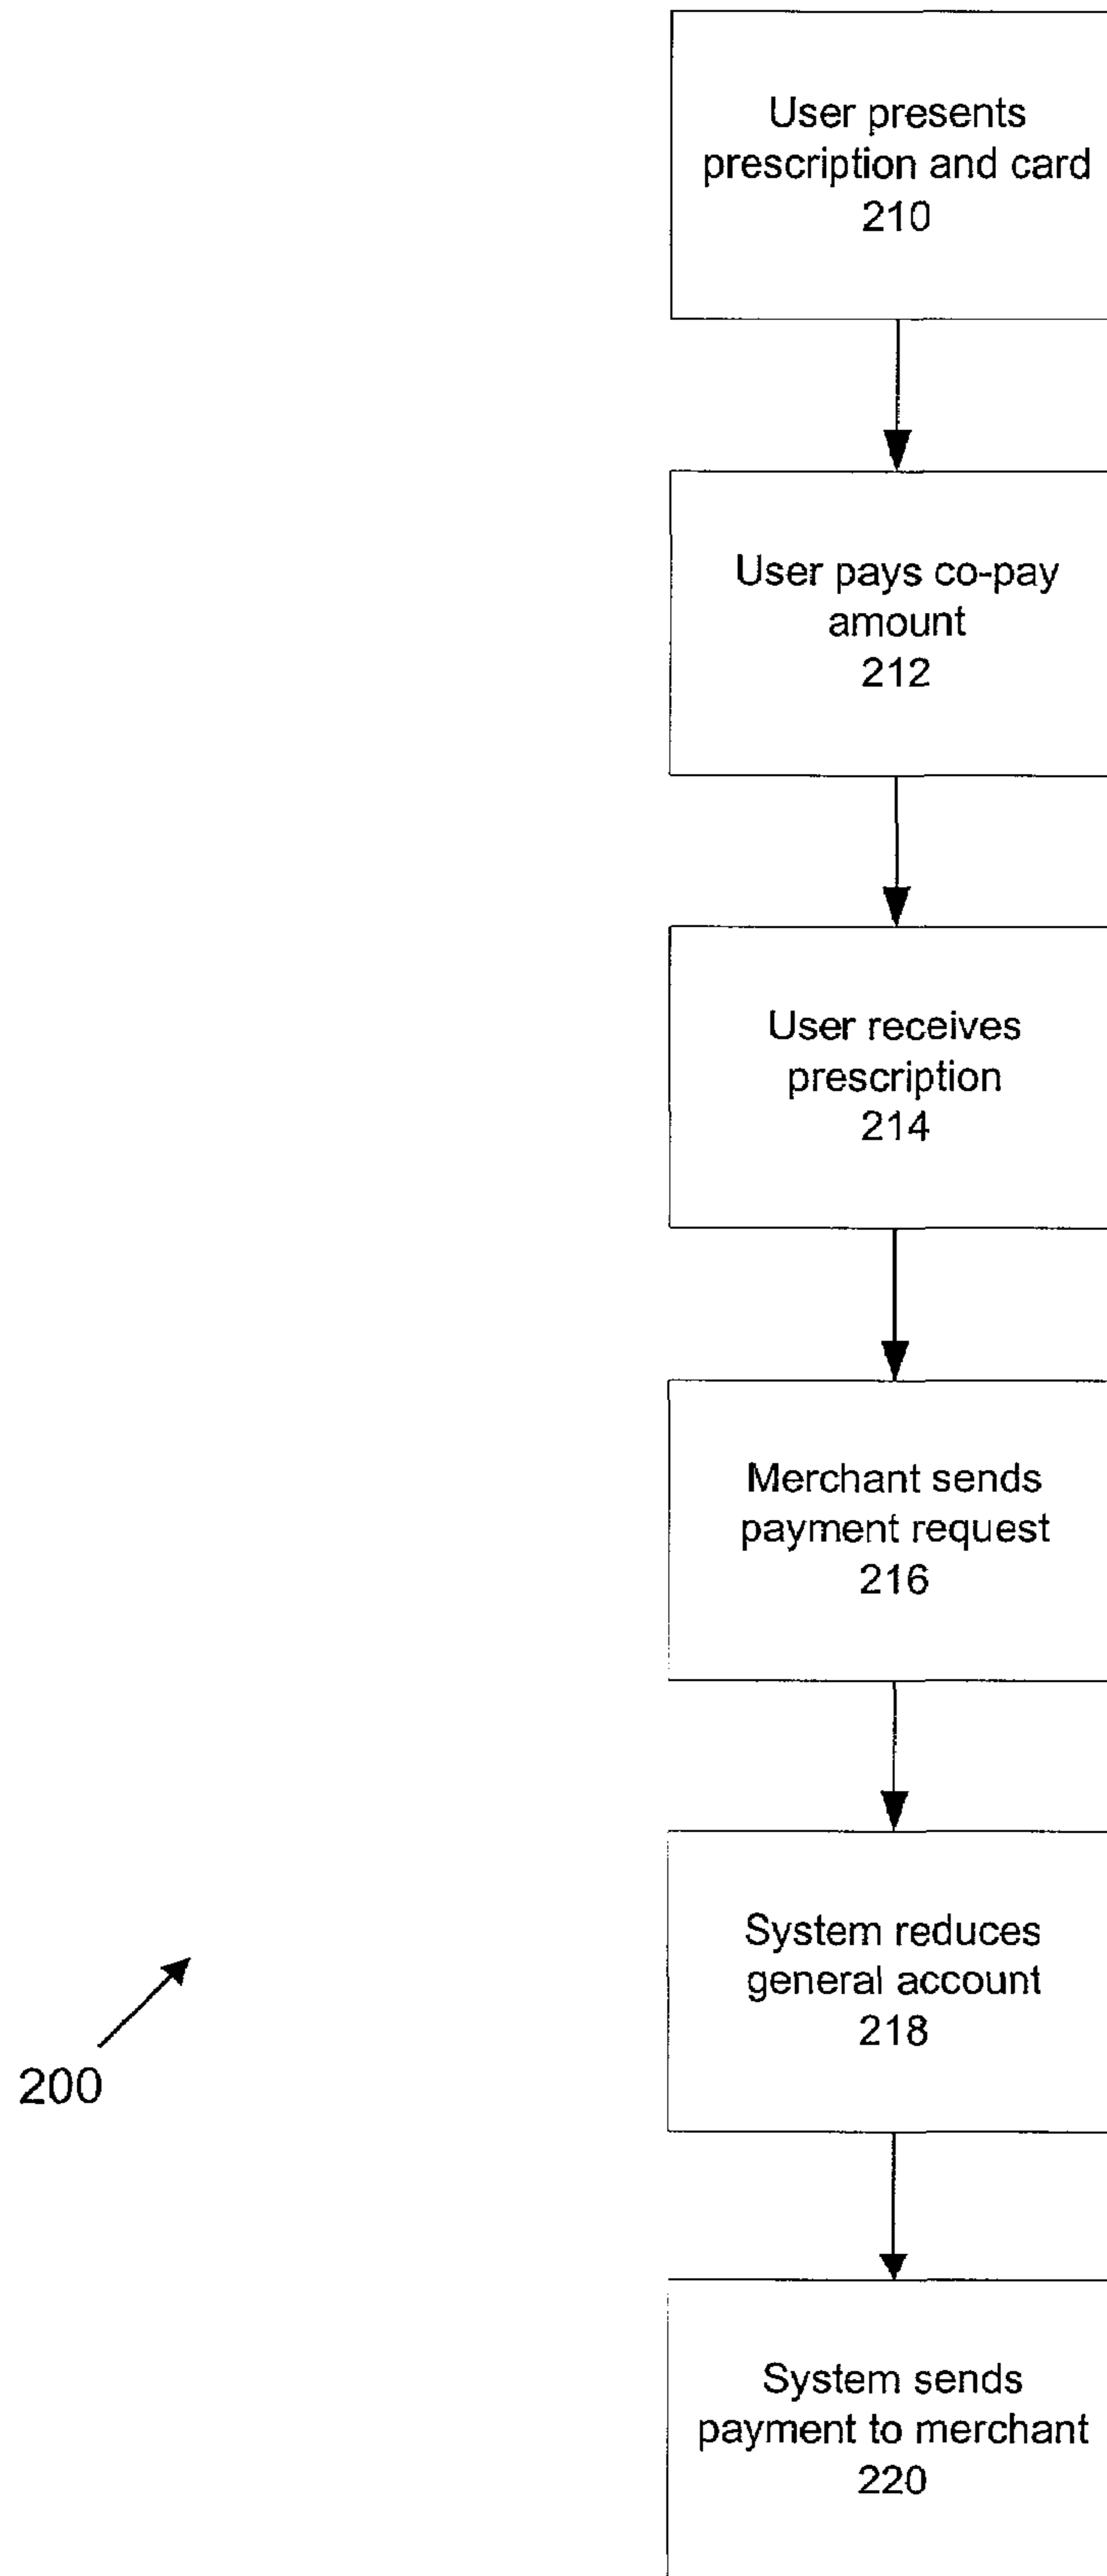 User presents
prescription and card
210
User pays co-pay
amount
212
User receives
prescription
214
Merchant sends
payment request
216
System reduces
general account
218
200
System sends
payment to merchant
220